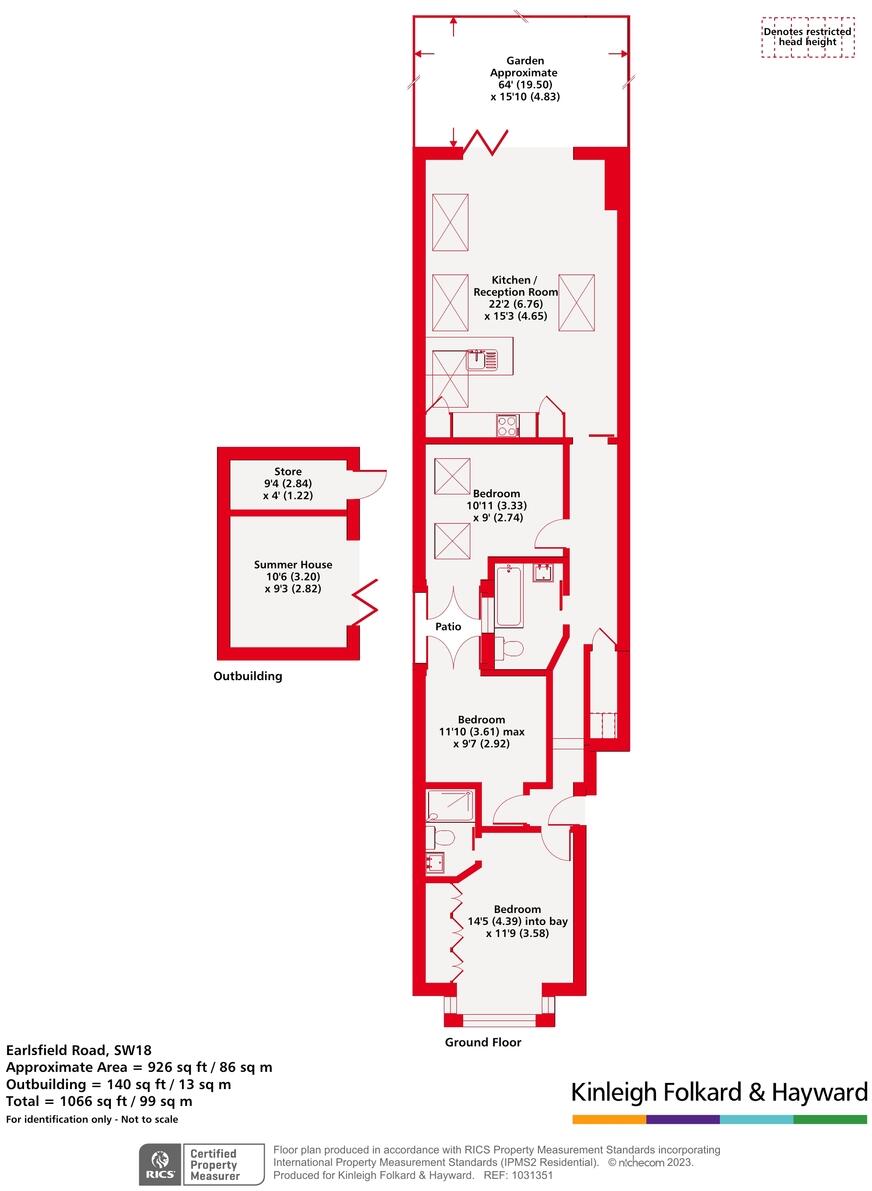 Denotes restricted
head height
Garden
Approximate
64' (19.50)
x 15'10 (4.83)
Kitchen /
Reception Room
22'2 (6.76)
x 15'3 (4.65)
Store
9'4 (2.84)
x 4' (1.22)
Bedroom
10'11 (3.33)
x 9' (2.74)
Summer House
10'6 (3.20)
x 9'3 (2.82)
Patio
Outbuilding
Bedroom
11'10 (3.61) max
x 9'7 (2.92)
Bedroom
14'5 (4.39) into bay
x 11'9 (3.58)
Ground Floor
Earlsfield Road, SW18
Approximate Area = 926 sq ft / 86 sq m
Outbuilding = 140 sq ft / 13 sq m
Total = 1066 sq ft / 99 sq m
For identification only - Not to scale
Kinleigh Folkard & Hayward
RICS
Certified
Property
Measurer
Floor plan produced in accordance with RICS Property Measurement Standards incorporating
International Property Measurement Standards (IPMS2 Residential). © nichecom 2023.
Produced for Kinleigh Folkard & Hayward. REF: 1031351